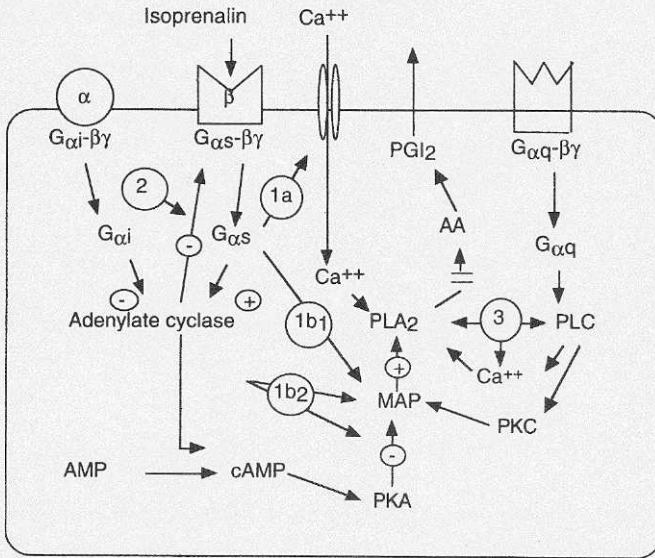 Isoprenalin
Ca++
α
β
Gαi-βγ
Gαs-βγ
PGI2
Gαq-βγ
2
1a
Gαi
-
Gαs
AA
Gαq
Ca++
-
+
Adenylate cyclase
1b1
PLA2
3
PLC
+
Ca++
1b2
MAP
PKC
-
AMP
cAMP
PKA